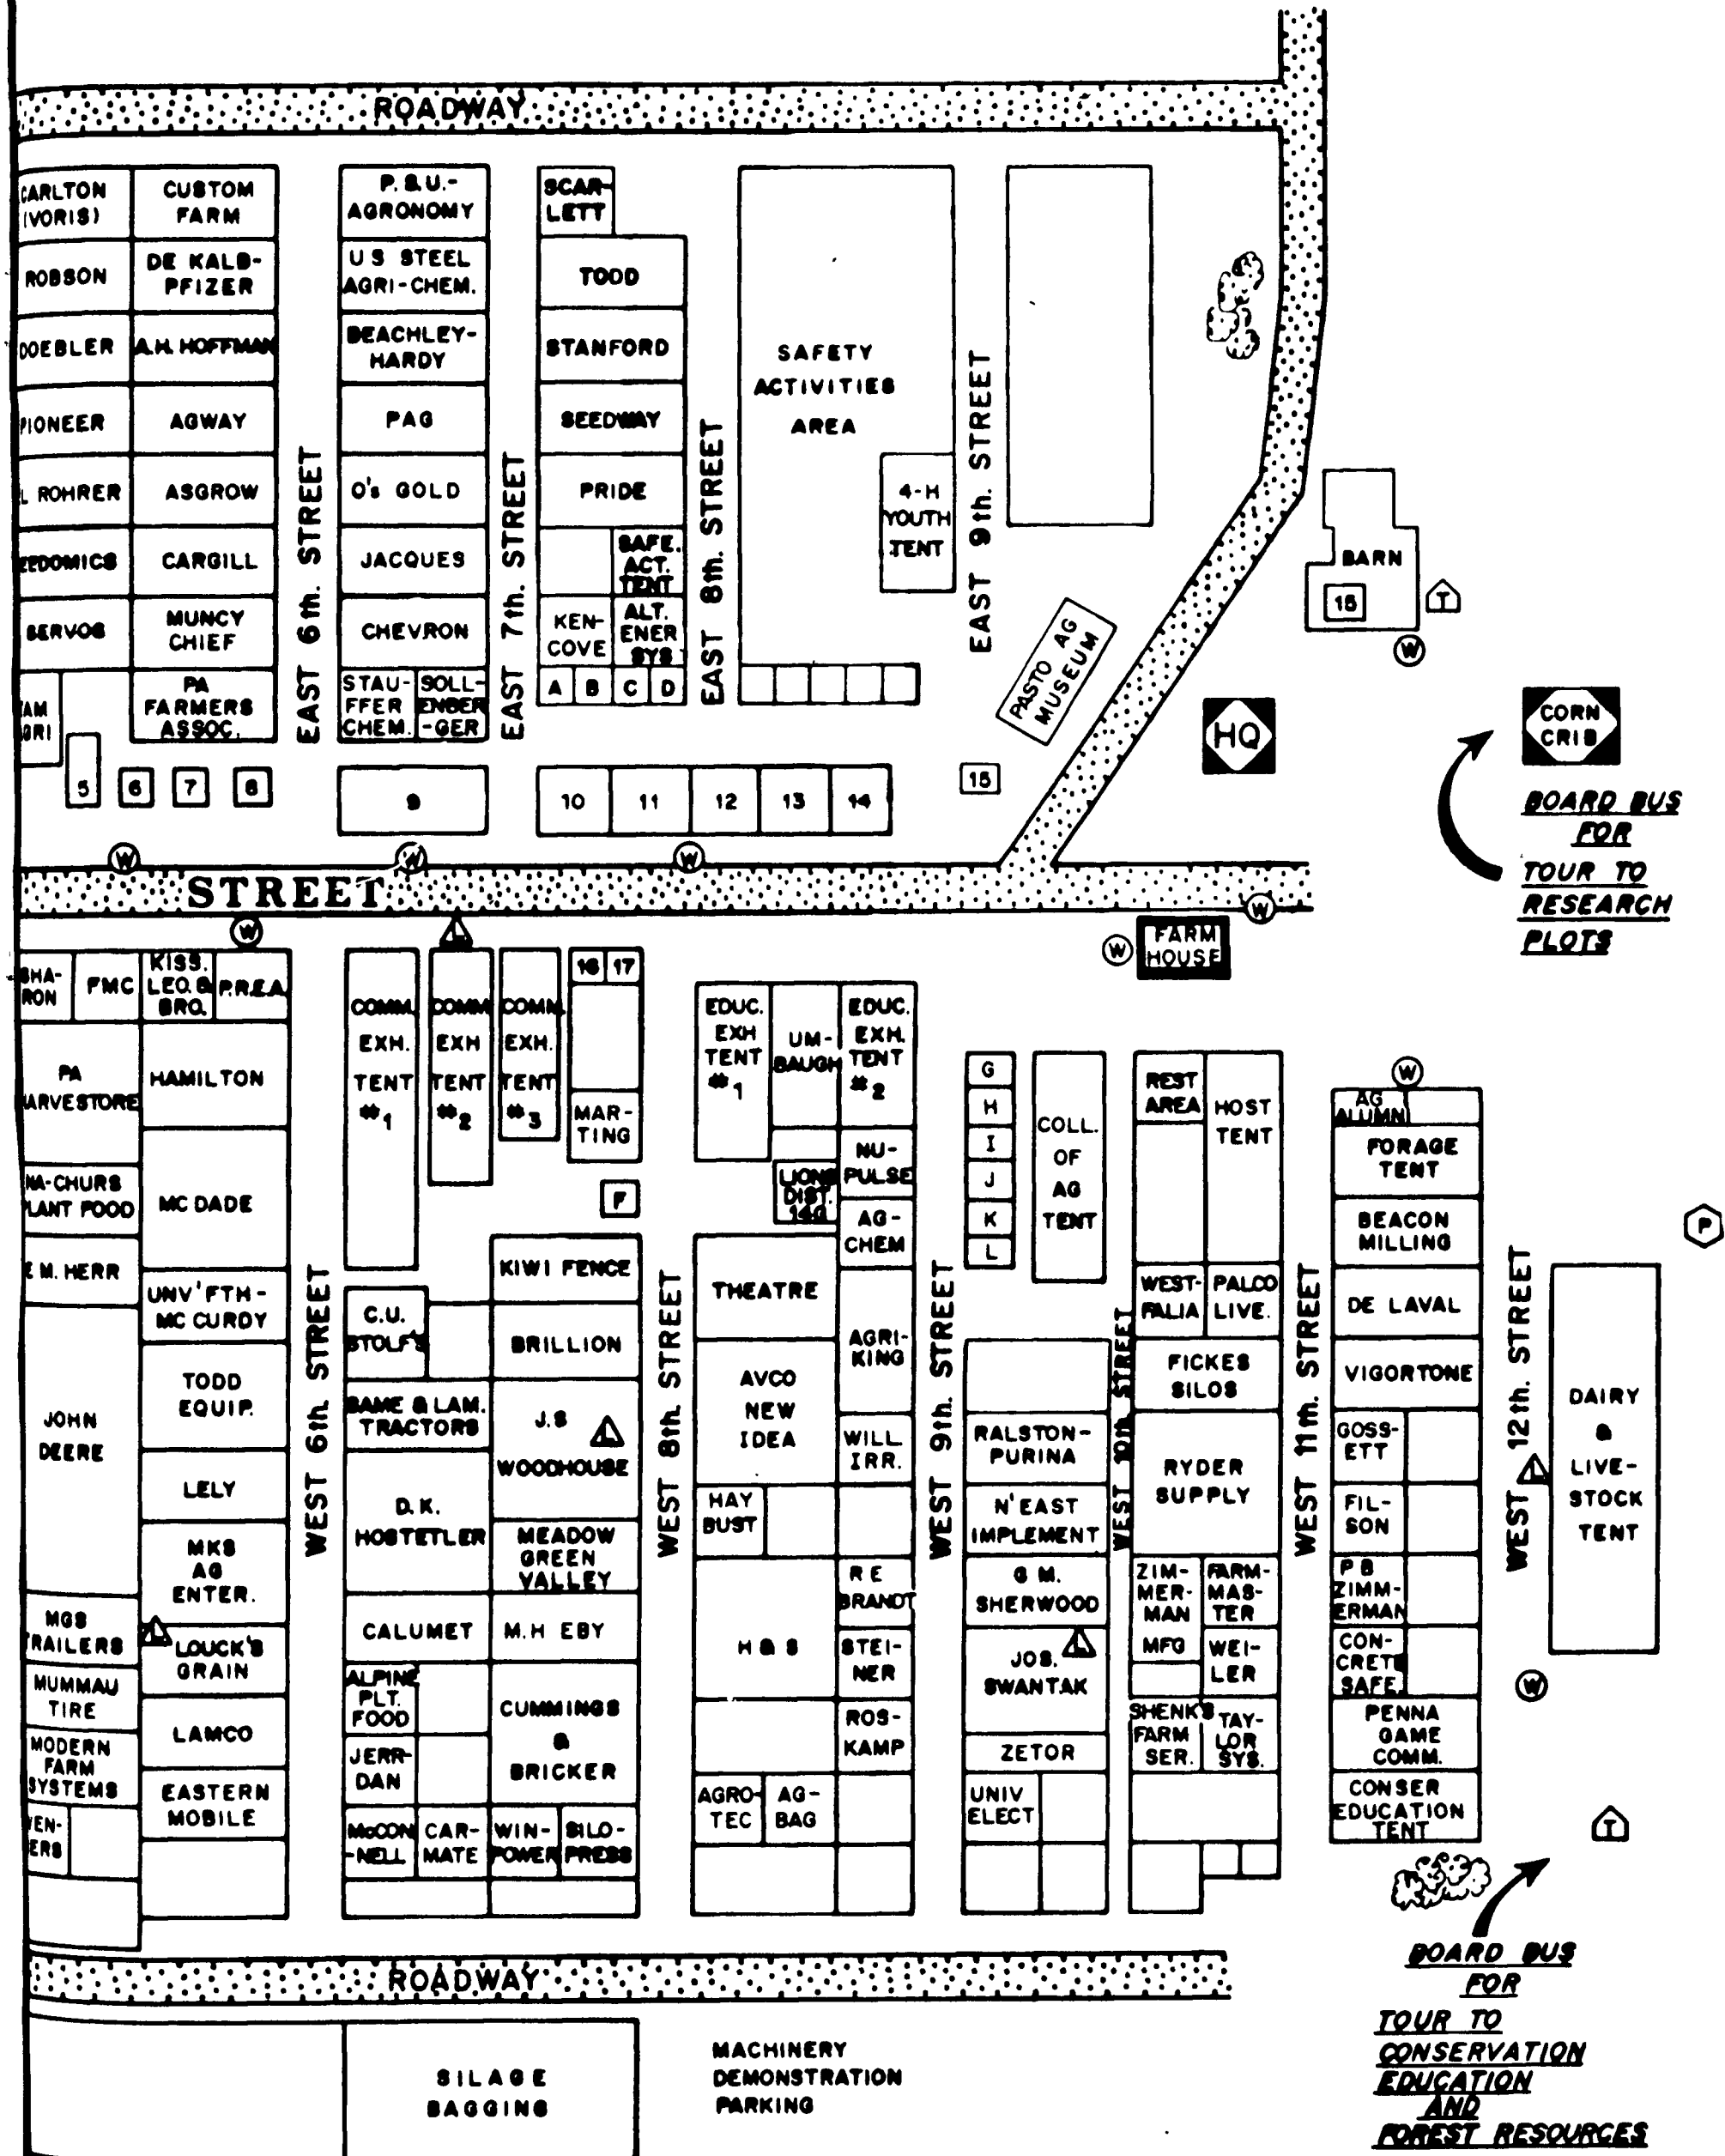 ROADWAY
CARLTON
(VORIS)
ROBSON
DOEBLER
PIONEER
L ROHRER
EEDOMICS
SERVOS
AM
GRI
CUSTOM
FARM
DE KALB-
PFIZER
A.H. HOFFMAN
AGWAY
ASGROW
CARGILL
MUNCY
CHIEF
PA
FARMERS
ASSOC.
EAST 6th. STREET
P.S.U.-
AGRONOMY
U S STEEL
AGRI-CHEM.
BEACHLEY-
HARDY
PAG
O's GOLD
JACQUES
CHEVRON
STAU-
FFER
CHEM.
SOLL-
ENBER
-GER
EAST 7th. STREET
SCAR-
LETT
TODD
STANFORD
SEEDWAY
PRIDE
SAFE.
ACT.
TENT
KEN-
COVE
ALT.
ENER
SYS
A
B
C
D
EAST 8th. STREET
SAFETY
ACTIVITIES
AREA
4-H
YOUTH
TENT
EAST 9th. STREET
PASTO AG
MUSEUM
BARN
15
T
W
HQ
CORN
CRIB
BOARD BUS
FOR
TOUR TO
RESEARCH
PLOTS
5
6
7
8
9
10
11
12
13
14
15
W
W
W
STREET
W
W
L
W
FARM
HOUSE
SHA-
RON
FMC
KISS.
LEO. &
BRO.
P.R.E.A.
PA
HARVESTORE
NA-CHURS
PLANT FOOD
E M. HERR
JOHN
DEERE
MGS
TRAILERS
MUMMAU
TIRE
MODERN
FARM
SYSTEMS
VEN-
ERS
HAMILTON
MC DADE
UNV'FTH-
MC CURDY
TODD
EQUIP.
LELY
MKS
AG
ENTER.
L
LOUCK'S
GRAIN
LAMCO
EASTERN
MOBILE
WEST 6th. STREET
COMM.
EXH.
TENT
#1
COMM
EXH
TENT
#2
COMM.
EXH.
TENT
#3
16
17
MAR-
TING
F
C.U.
STOLF'S
SAME & LAM.
TRACTORS
D.K.
HOSTETLER
CALUMET
ALPINE
PLT.
FOOD
JERR-
DAN
McCON
-NELL
CAR-
MATE
KIWI FENCE
BRILLION
J.S
L
WOODHOUSE
MEADOW
GREEN
VALLEY
M.H EBY
CUMMINGS
&
BRICKER
WIN-
POWER
SILO-
PRESS
WEST 8th. STREET
EDUC.
EXH
TENT
#1
UM-
BAUGH
EDUC.
EXH.
TENT
#2
LIONS
DIST.
14G
NU-
PULSE
AG-
CHEM
THEATRE
AVCO
NEW
IDEA
HAY
BUST
H & S
AGRO-
TEC
AG-
BAG
AGRI-
KING
WILL
IRR.
R E
BRANDT
STEI-
NER
ROS-
KAMP
WEST 9th. STREET
G
H
I
J
K
L
COLL.
OF
AG
TENT
RALSTON-
PURINA
N'EAST
IMPLEMENT
G M.
SHERWOOD
L
JOS.
SWANTAK
ZETOR
UNIV
ELECT
WEST 10th STREET
REST
AREA
HOST
TENT
WEST-
FALIA
PALCO
LIVE.
FICKES
SILOS
RYDER
SUPPLY
ZIM-
MER-
MAN
MFG
FARM-
MAS-
TER
WEI-
LER
SHENK'S
FARM
SER.
TAY-
LOR
SYS.
WEST 11th. STREET
W
AG
ALUMN
FORAGE
TENT
BEACON
MILLING
DE LAVAL
VIGORTONE
GOSS-
ETT
FIL-
SON
P B
ZIMM-
ERMAN
CON-
CRETE
SAFE.
PENNA
GAME
COMM.
CONSER
EDUCATION
TENT
WEST 12th. STREET
L
P
DAIRY
&
LIVE-
STOCK
TENT
W
T
BOARD BUS
FOR
TOUR TO
CONSERVATION
EDUCATION
AND
FOREST RESOURCES
ROADWAY
SILAGE
BAGGING
MACHINERY
DEMONSTRATION
PARKING